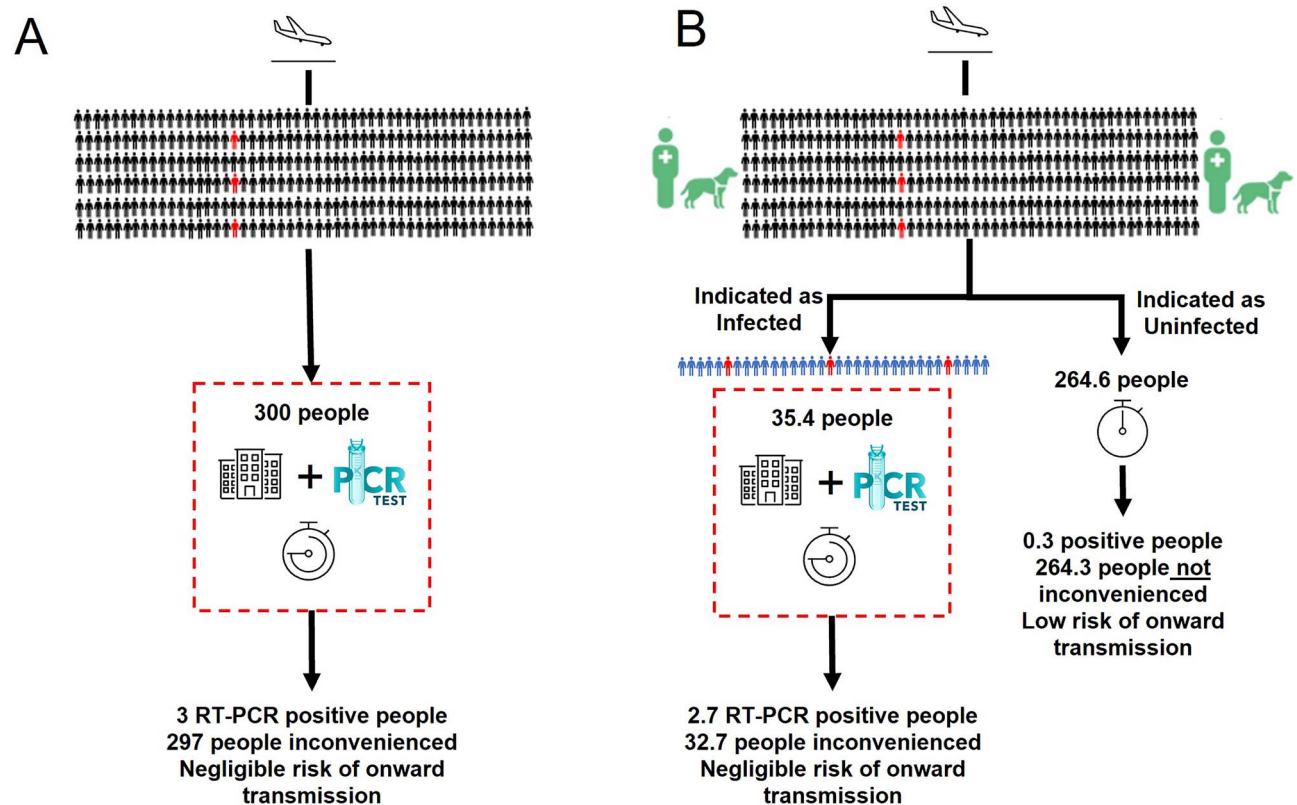 A
300 people
+
PCR
TEST
3 RT-PCR positive people
297 people inconvenienced
Negligible risk of onward
transmission
B
Indicated as
Infected
Indicated as
Uninfected
35.4 people
+
PCR
TEST
2.7 RT-PCR positive people
32.7 people inconvenienced
Negligible risk of onward
transmission
264.6 people
0.3 positive people
264.3 people not
inconvenienced
Low risk of onward
transmission